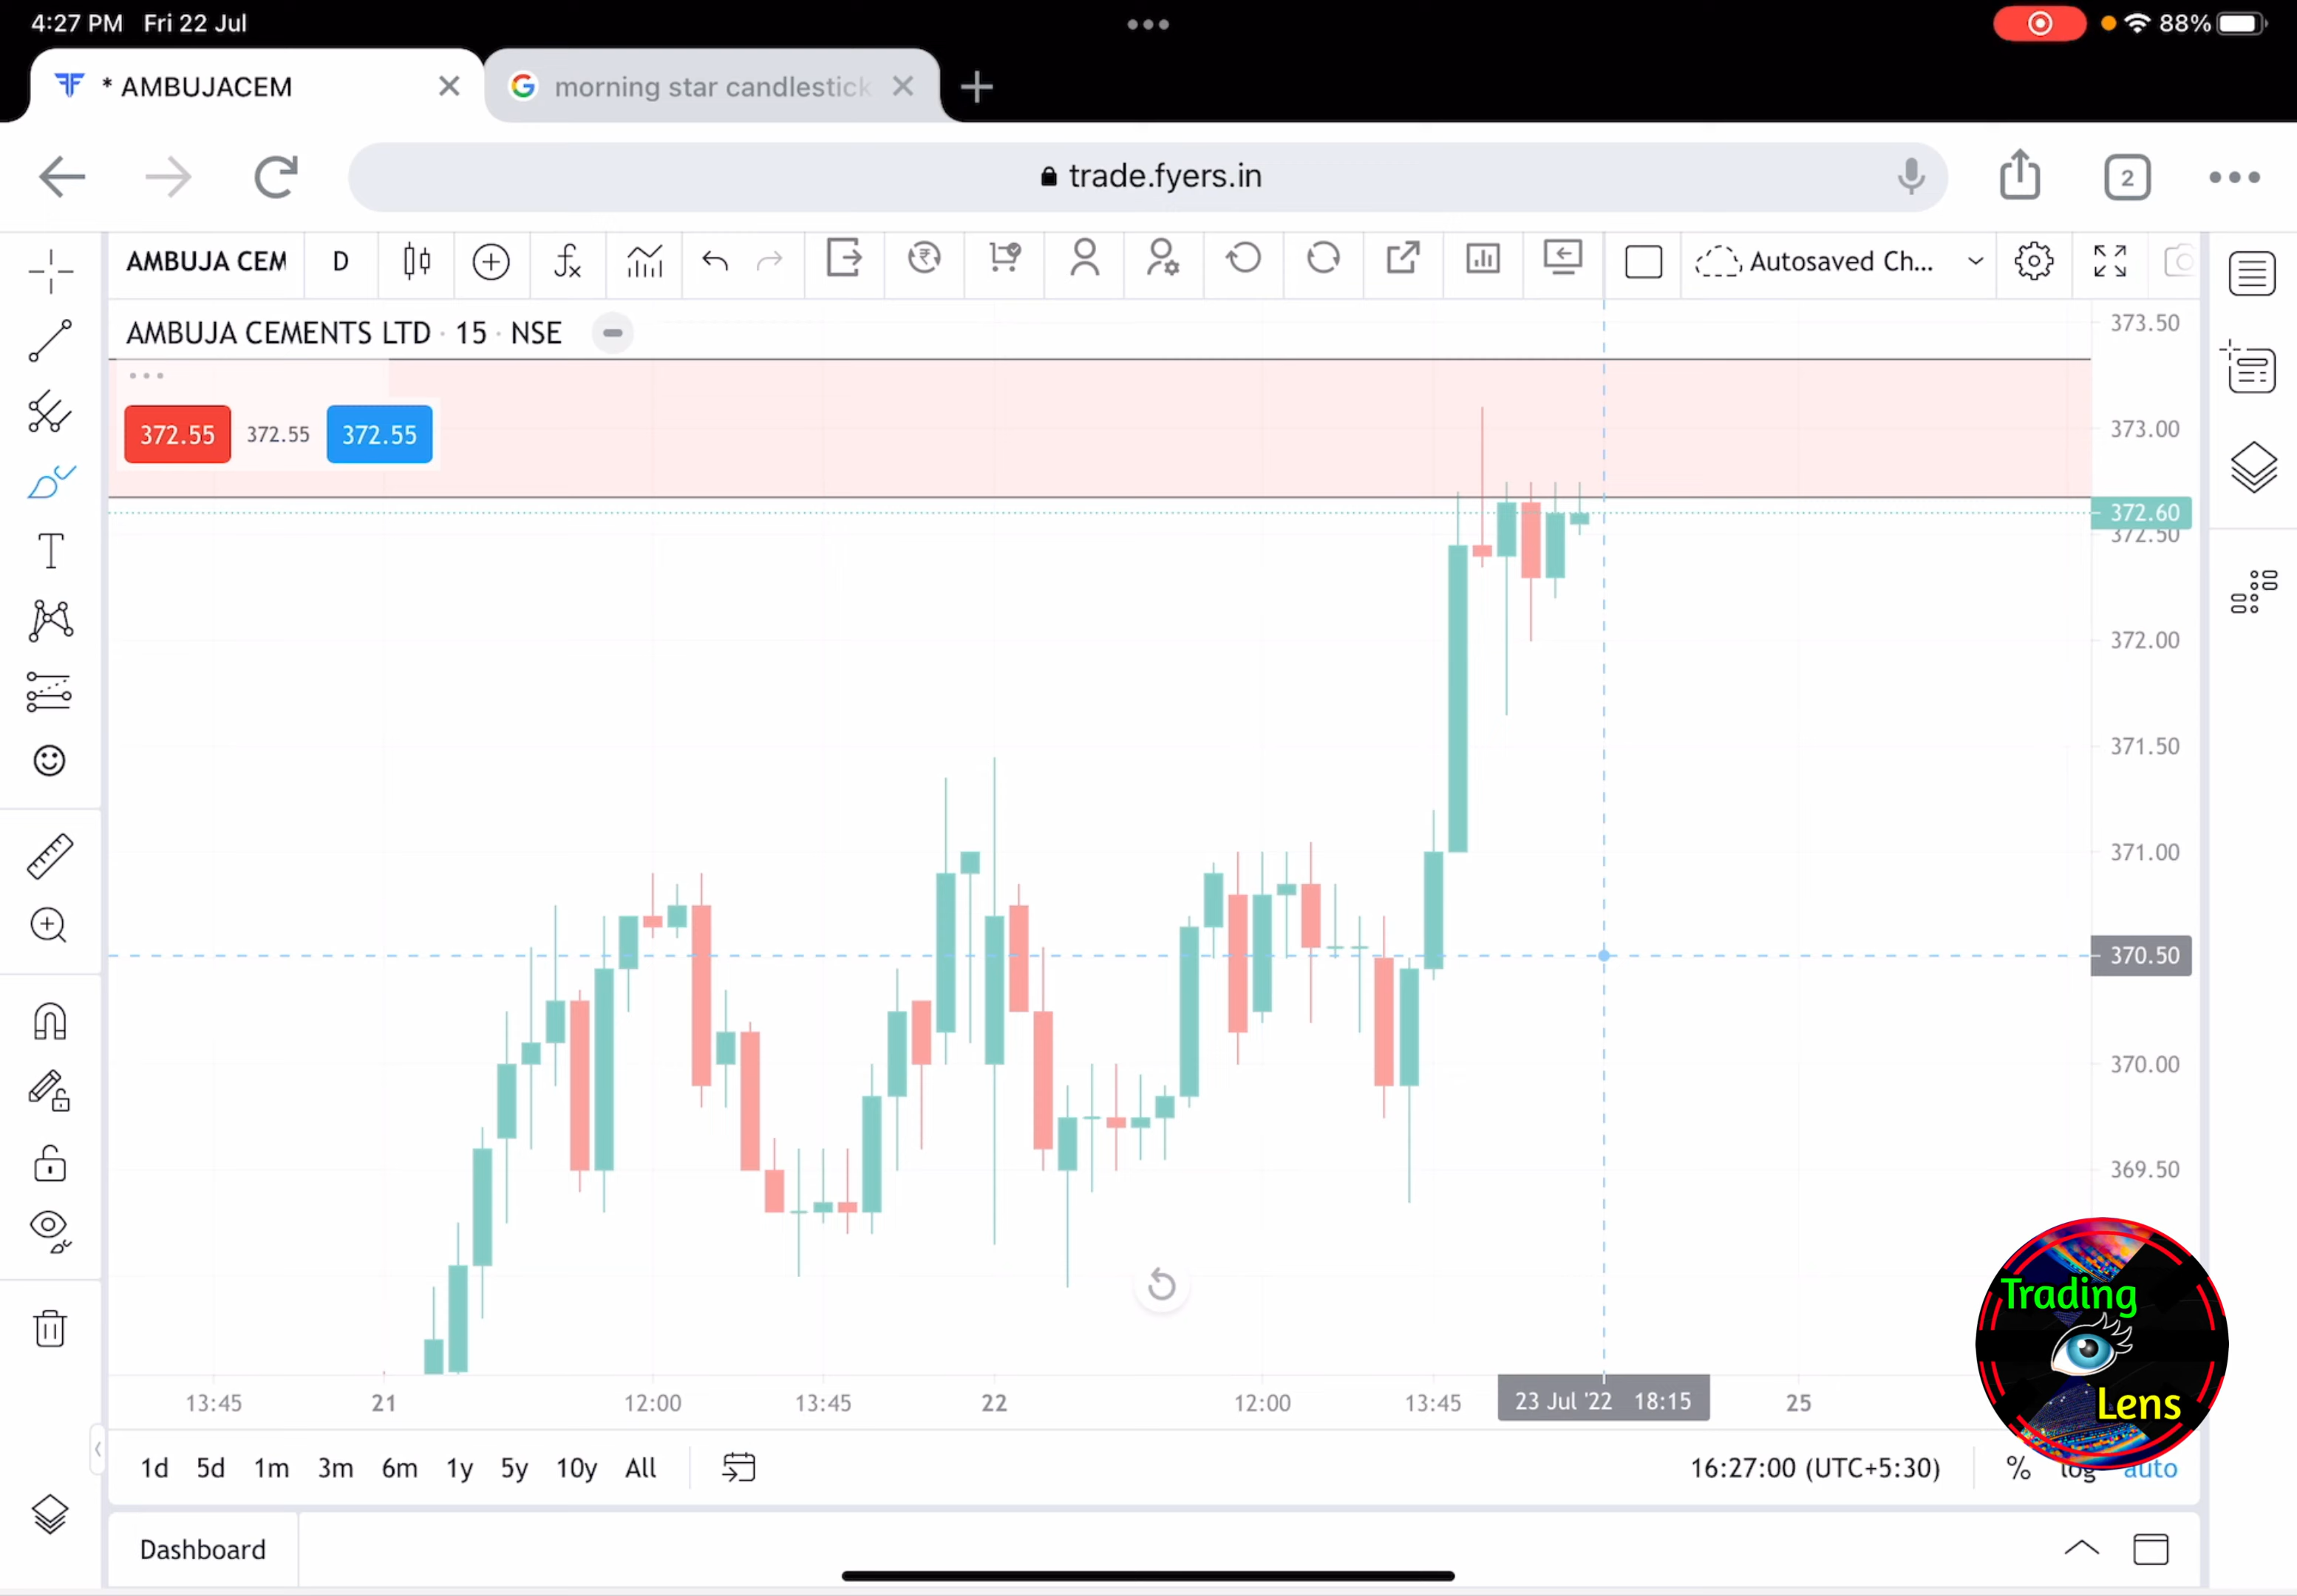 4:27 PM Fri 22 Jul
88%
* AMBUJACEM
morning star candlestick
trade.fyers.in
2
AMBUJA CEM D
Autosaved Ch...
AMBUJA CEMENTS LTD · 15 · NSE
373.50
372.55 372.55 372.55
373.00
372.60
372.50
372.00
371.50
371.00
370.50
370.00
369.50
Trading
Lens
13:45 21 12:00 13:45 22 12:00 13:45 23 Jul '22 18:15 25
1d 5d 1m 3m 6m 1y 5y 10y All
16:27:00 (UTC+5:30) % log auto
Dashboard